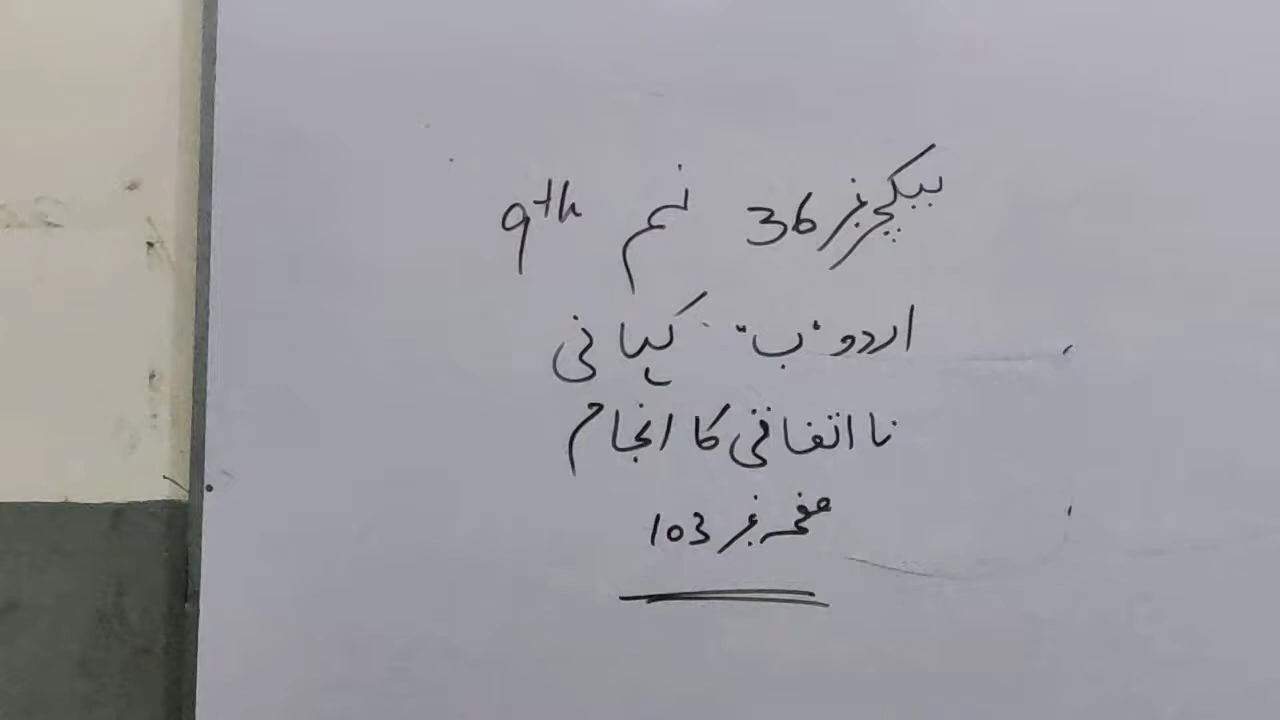 لیکچر نمبر 36 نہم 9th
اردو "ب" کہانی
نا اتفاقی کا انجام
صفحہ نمبر 103